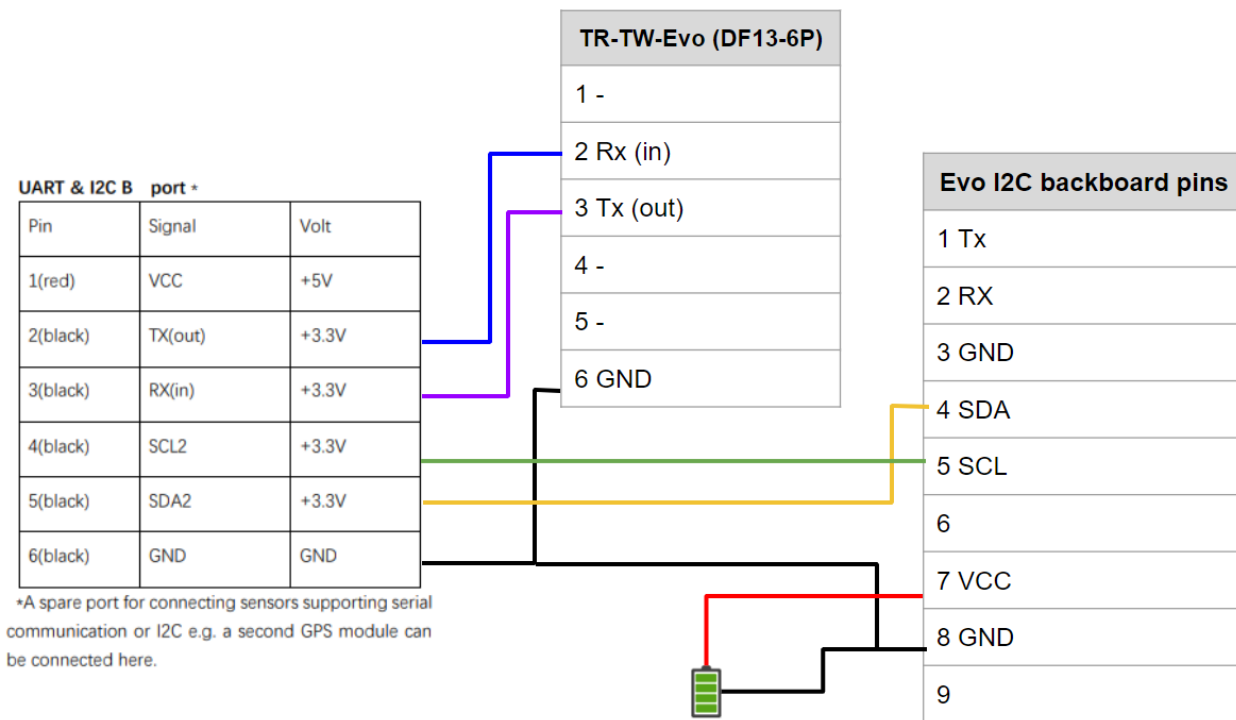 TR-TW-Evo (DF13-6P)
1 -
2 Rx (in)
3 Tx (out)
4 -
5 -
6 GND
UART & I2C B port *
Pin Signal Volt
1(red) VCC +5V
2(black) TX(out) +3.3V
3(black) RX(in) +3.3V
4(black) SCL2 +3.3V
5(black) SDA2 +3.3V
6(black) GND GND
*A spare port for connecting sensors supporting serial
communication or I2C e.g. a second GPS module can
be connected here.
Evo I2C backboard pins
1 Tx
2 RX
3 GND
4 SDA
5 SCL
6
7 VCC
8 GND
9